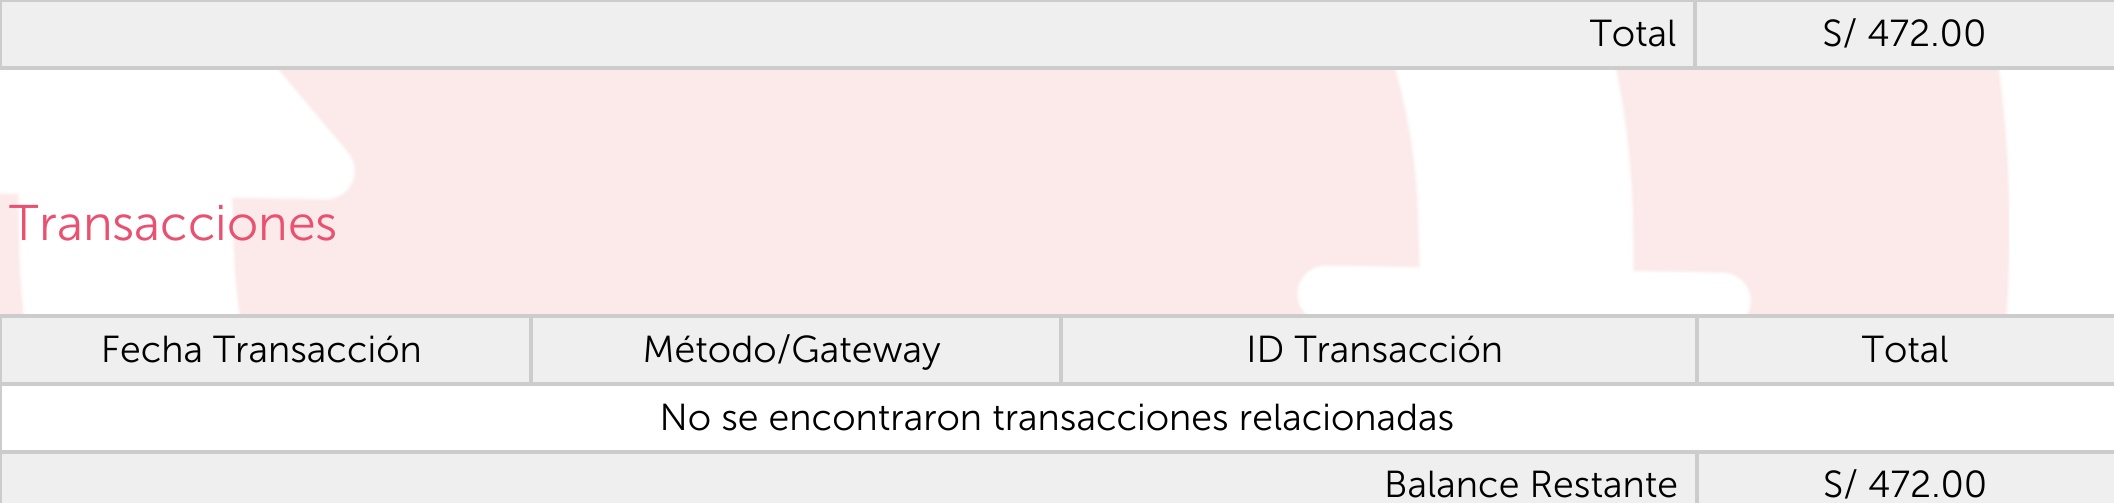 Total S/ 472.00
Transacciones
Fecha Transacción Método/Gateway ID Transacción Total
No se encontraron transacciones relacionadas
Balance Restante S/ 472.00